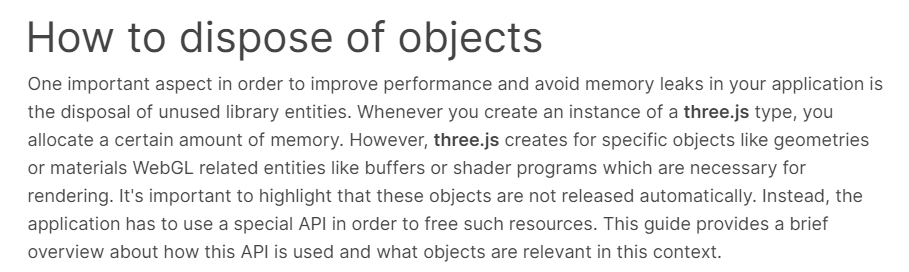 How to dispose of objects
One important aspect in order to improve performance and avoid memory leaks in your application is
the disposal of unused library entities. Whenever you create an instance of a three.js type, you
allocate a certain amount of memory. However, three.js creates for specific objects like geometries
or materials WebGL related entities like buffers or shader programs which are necessary for
rendering. It's important to highlight that these objects are not released automatically. Instead, the
application has to use a special API in order to free such resources. This guide provides a brief
overview about how this API is used and what objects are relevant in this context.